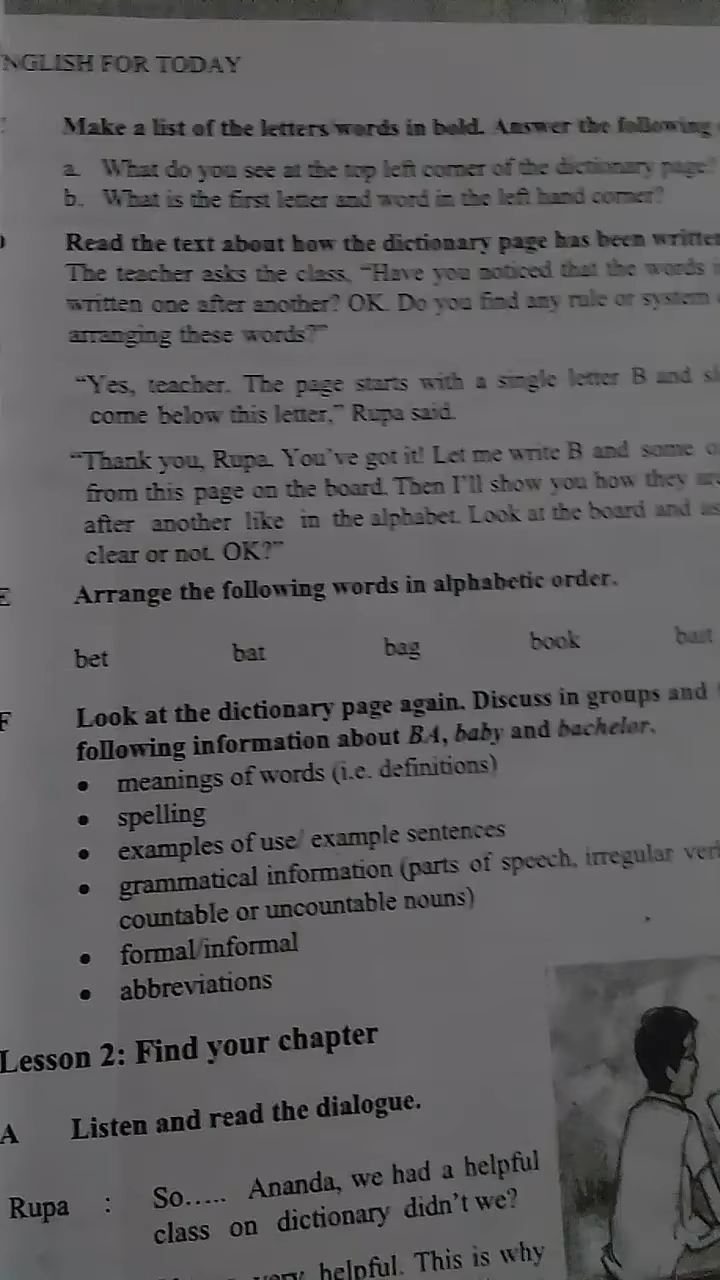 NGLISH FOR TODAY
Make a list of the letters/words in bold. Answer the following
a. What do you see at the top left corner of the dictionary page?
b. What is the first letter and word in the left hand corner?
Read the text about how the dictionary page has been written
The teacher asks the class, “Have you noticed that the words
written one after another? OK. Do you find any rule or system
arranging these words?”
“Yes, teacher. The page starts with a single letter B and
come below this letter,” Rupa said.
“Thank you, Rupa. You’ve got it! Let me write B and some
from this page on the board. Then I’ll show you how they
after another like in the alphabet. Look at the board and
clear or not. OK?”
E Arrange the following words in alphabetic order.
bet bat bag book
F Look at the dictionary page again. Discuss in groups and
following information about BA, baby and bachelor.
• meanings of words (i.e. definitions)
• spelling
• examples of use/ example sentences
• grammatical information (parts of speech, irregular
countable or uncountable nouns)
• formal/informal
• abbreviations
Lesson 2: Find your chapter
A Listen and read the dialogue.
Rupa : So..... Ananda, we had a helpful
class on dictionary didn’t we?
very helpful. This is why